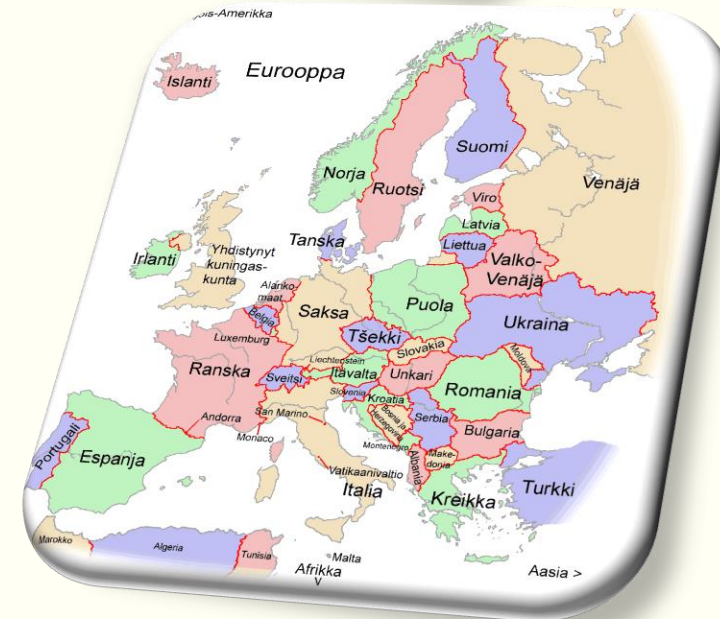 ois-Amerikka
Eurooppa
Islanti
Suomi
Norja
Ruotsi
Venäjä
Viro
Latvia
Liettua
Tanska
Irlanti
Yhdistynyt
kuningas-
kunta
Valko-
Venäjä
Alanko-
maat
Belgia
Saksa
Puola
Ukraina
Luxemburg
Tšekki
Slovakia
Moldova
Liechtenstein
Itävalta
Ranska
Sveitsi
Unkari
Romania
Slovenia
Kroatia
San Marino
Bosnia ja
Hertzegovina
Serbia
Andorra
Monaco
Bulgaria
Portugali
Espanja
Montenegro
Make-
donia
Albania
Vatikaanivaltio
Italia
Kreikka
Turkki
Marokko
Algeria
Tunisia
Malta
Afrikka
V
Aasia >